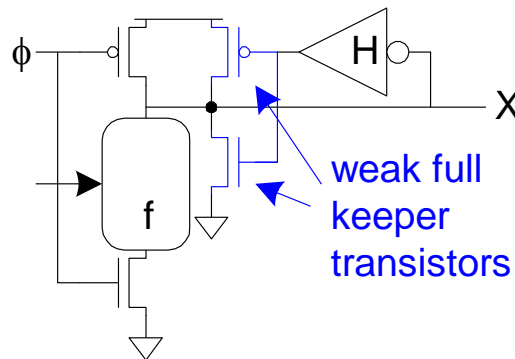 ϕ
H
X
f
weak full
keeper
transistors